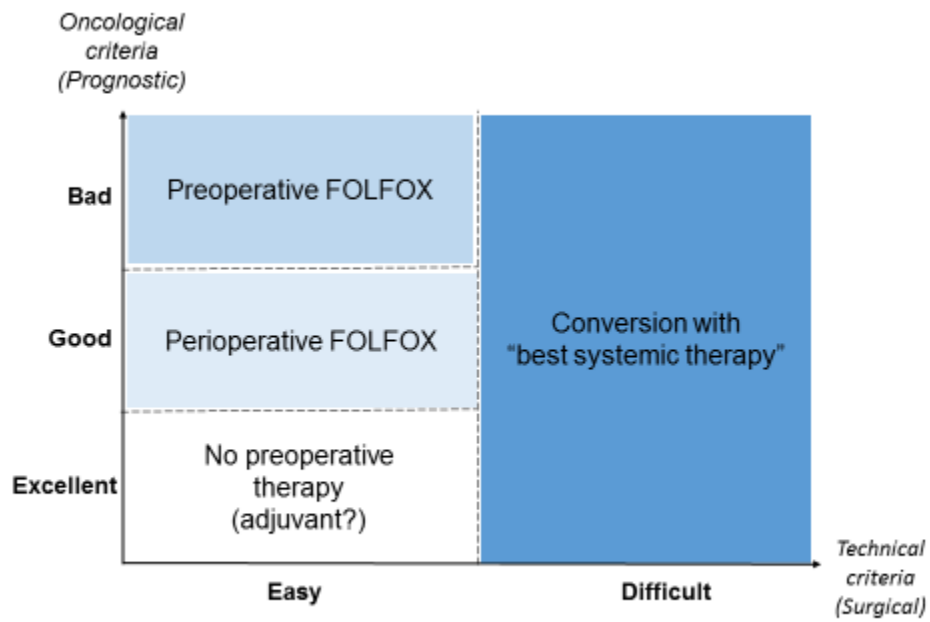 Oncological
criteria
(Prognostic)
Bad
Preoperative FOLFOX
Good
Perioperative FOLFOX
Conversion with
“best systemic therapy”
Excellent
No preoperative
therapy
(adjuvant?)
Easy
Difficult
Technical
criteria
(Surgical)